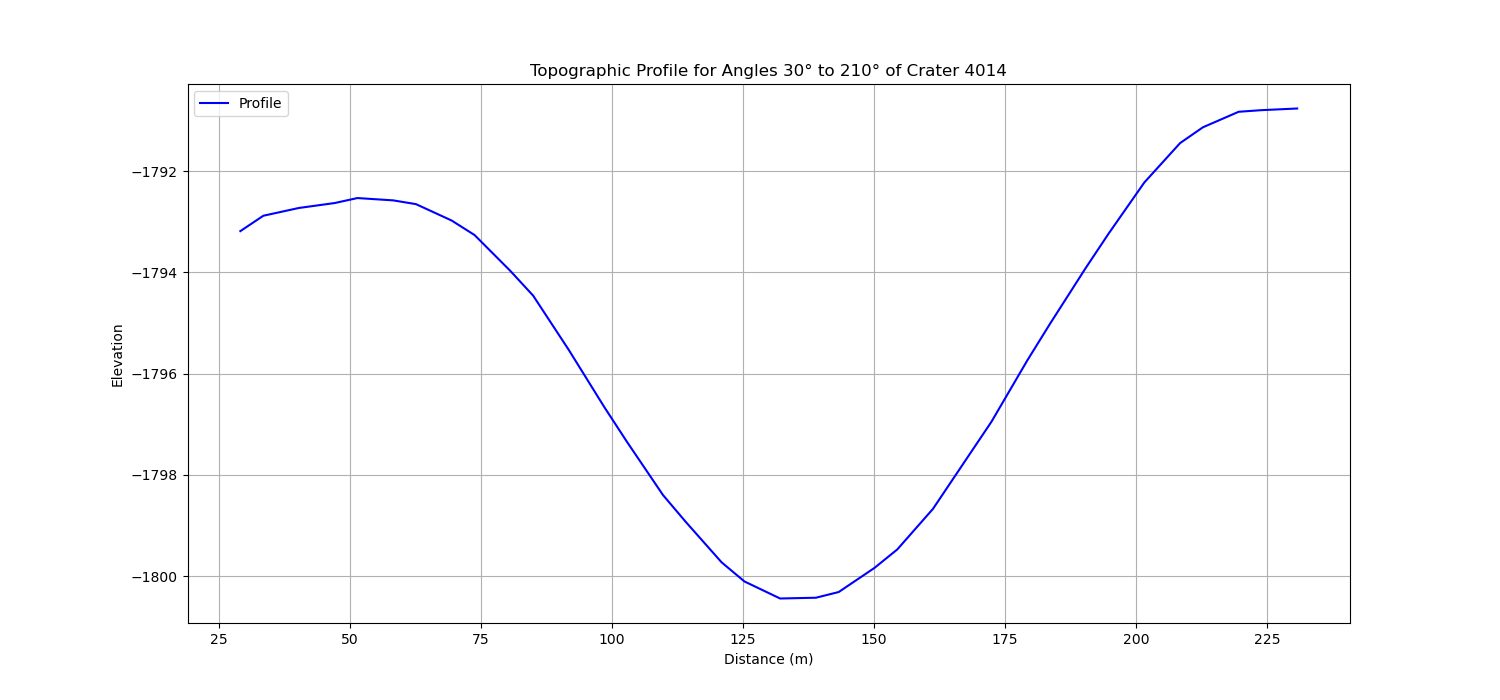 Topographic Profile for Angles 30° to 210° of Crater 4014
Profile
−1792
−1794
−1796
−1798
−1800
Elevation
25 50 75 100 125 150 175 200 225
Distance (m)